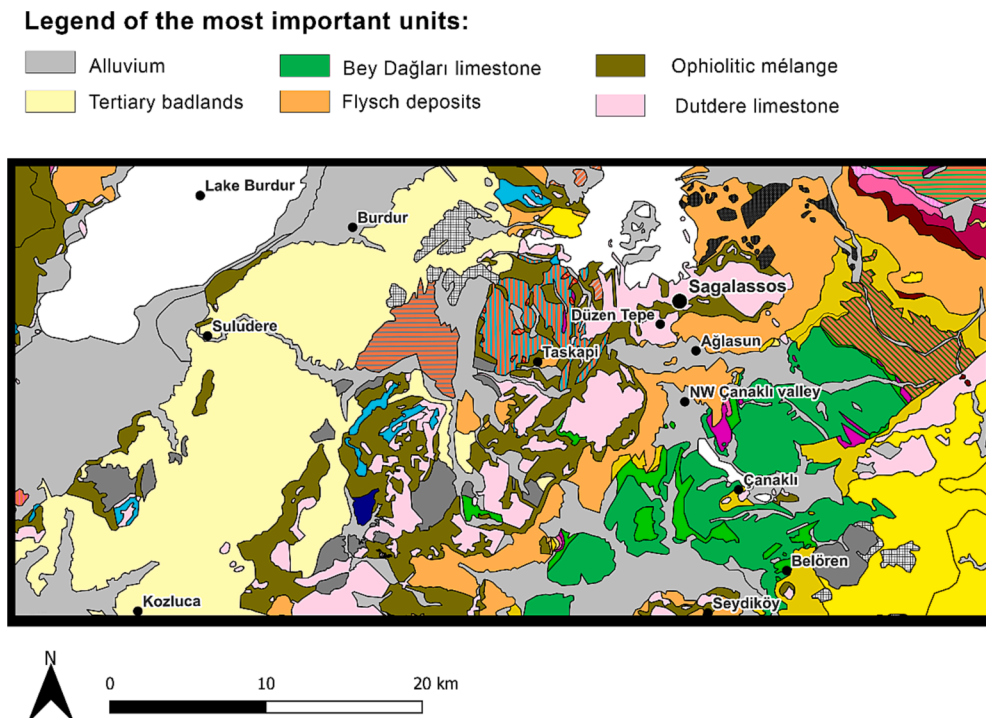 Legend of the most important units:
Alluvium
Bey Dağları limestone
Ophiolitic mélange
Tertiary badlands
Flysch deposits
Dutdere limestone
Lake Burdur
Burdur
Sagalassos
Düzen Tepe
Suludere
Ağlasun
Taskapi
NW Çanaklı valley
Çanaklı
Belören
Kozluca
Seydiköy
N
0 10 20 km